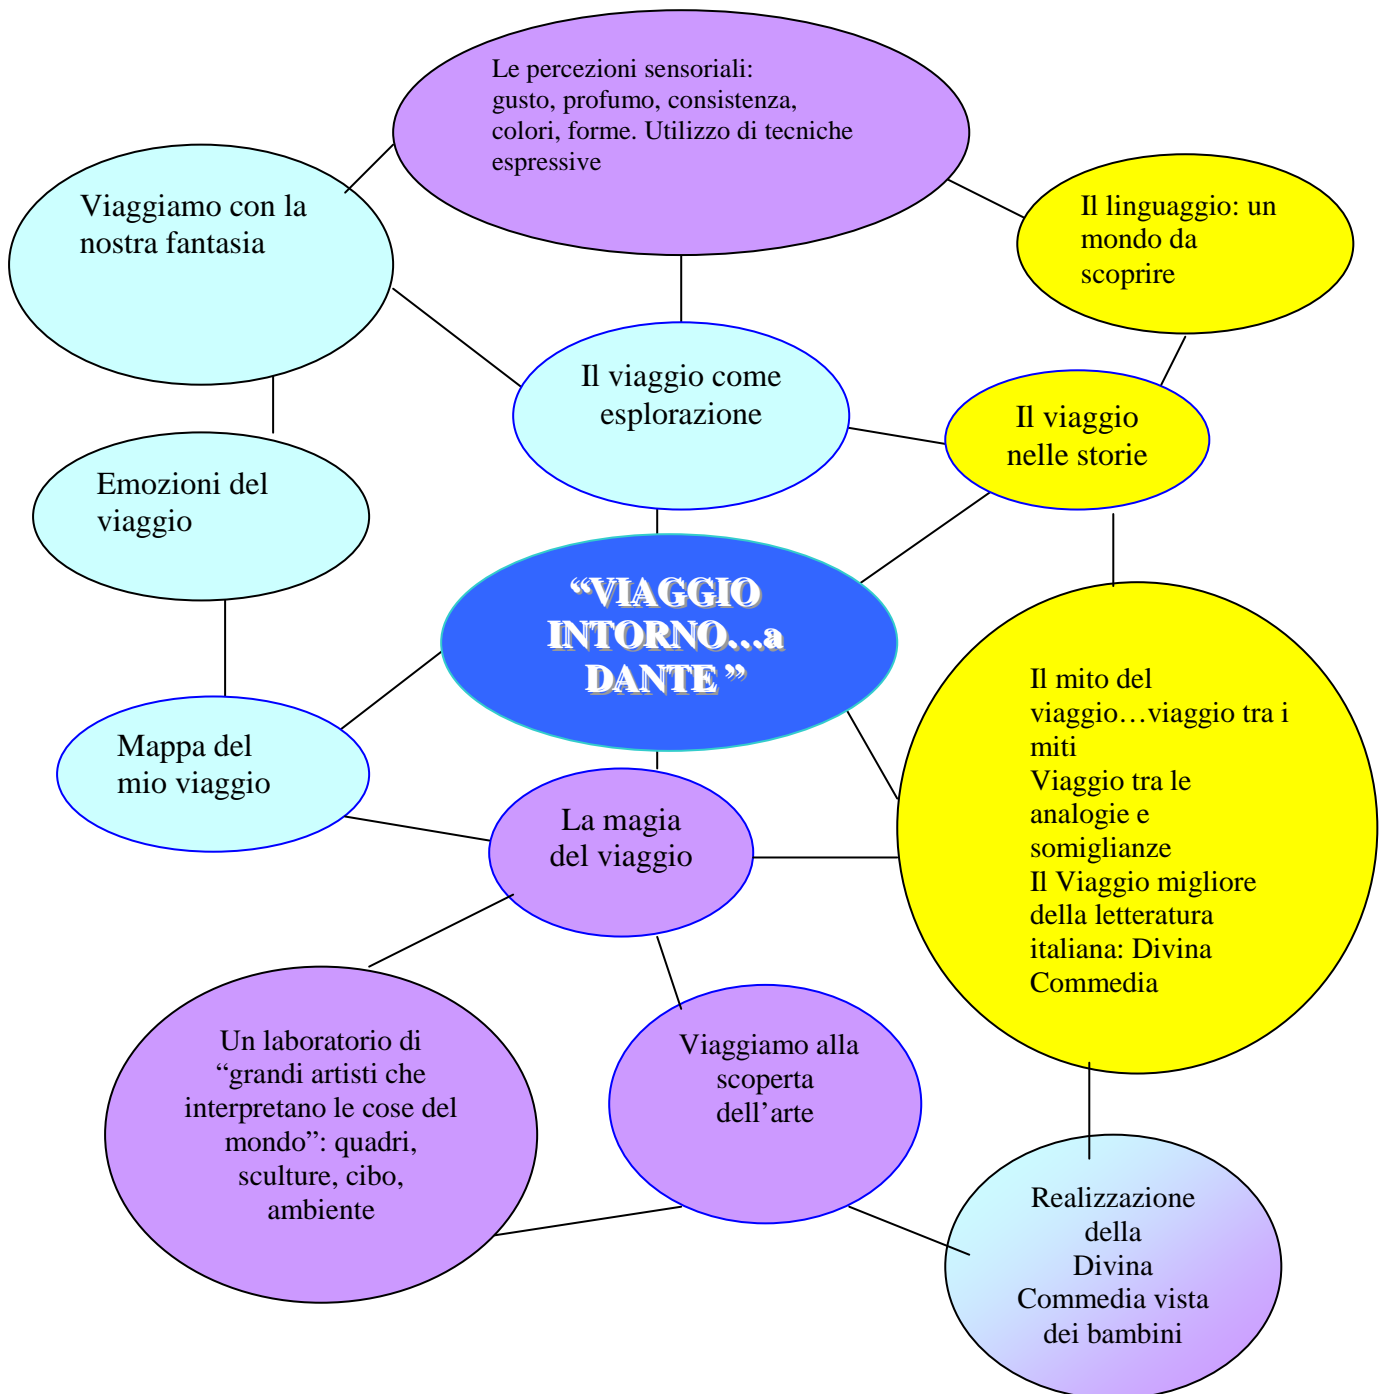 Le percezioni sensoriali:
gusto, profumo, consistenza,
colori, forme. Utilizzo di tecniche
espressive
Viaggiamo con la
nostra fantasia
Il linguaggio: un
mondo da
scoprire
Il viaggio come
esplorazione
Il viaggio
nelle storie
Emozioni del
viaggio
“VIAGGIO
INTORNO…a
DANTE ”
Il mito del
viaggio…viaggio tra i
miti
Viaggio tra le
analogie e
somiglianze
Il Viaggio migliore
della letteratura
italiana: Divina
Commedia
Mappa del
mio viaggio
La magia
del viaggio
Un laboratorio di
“grandi artisti che
interpretano le cose del
mondo”: quadri,
sculture, cibo,
ambiente
Viaggiamo alla
scoperta
dell’arte
Realizzazione
della
Divina
Commedia vista
dei bambini